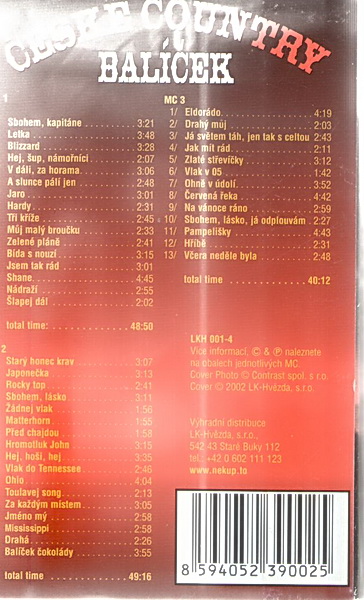 ČESKÉ COUNTRY
BALÍČEK
1
Sbohem, kapitáne 3:21
Letka 3:48
Blizzard 3:28
Hej, šup, námořníci 2:07
V dáli, za horama 3:06
A slunce pálí jen 2:48
Jaro 3:01
Hardy 2:31
Tři kříže 2:45
Můj malý broučku 2:33
Zelené pláně 2:41
Bída s nouzí 3:15
Jsem tak rád 3:01
Shane 4:45
Nádraží 2:55
Šlapej dál 2:02
total time: 48:50
2
Starý honec krav 3:07
Japonečka 3:13
Rocky top 2:41
Sbohem, lásko 3:11
Žádnej vlak 1:56
Matterhorn 1:55
Před chajdou 1:58
Hromotluk John 3:15
Hej, hoši, hej 3:35
Vlak do Tennessee 2:46
Ohio 4:04
Toulavej song 2:13
Za každým místem 3:05
Jméno mý 2:58
Mississippi 2:58
Drahá 2:26
Balíček čokolády 3:55
total time 49:16
MC 3
1/ Eldorádo 4:19
2/ Drahý můj 2:03
3/ Já světem táh, jen tak s celtou 2:43
4/ Jak mít rád 2:11
5/ Zlaté střevíčky 3:12
6/ Vlak v 05 1:42
7/ Ohně v údolí 3:52
8/ Červená řeka 4:42
9/ Na vánoce ráno 2:59
10/ Sbohem, lásko, já odplouvám 2:27
11/ Pampelišky 4:43
12/ Hříbě 2:31
13/ Včera neděle byla 2:48
total time 40:12
LKH 001-4
Více informací, © & ℗ naleznete
na obalech jednotlivých MC.
Cover Photo © Contrast spol. s r.o.
Cover © 2002 LK-Hvězda, s.r.o.
Výhradní distribuce
LK-Hvězda, s.r.o.,
542 43 Staré Buky 112
tel.: +42 0 602 111 123
www.nekup.to
8 594052 390025